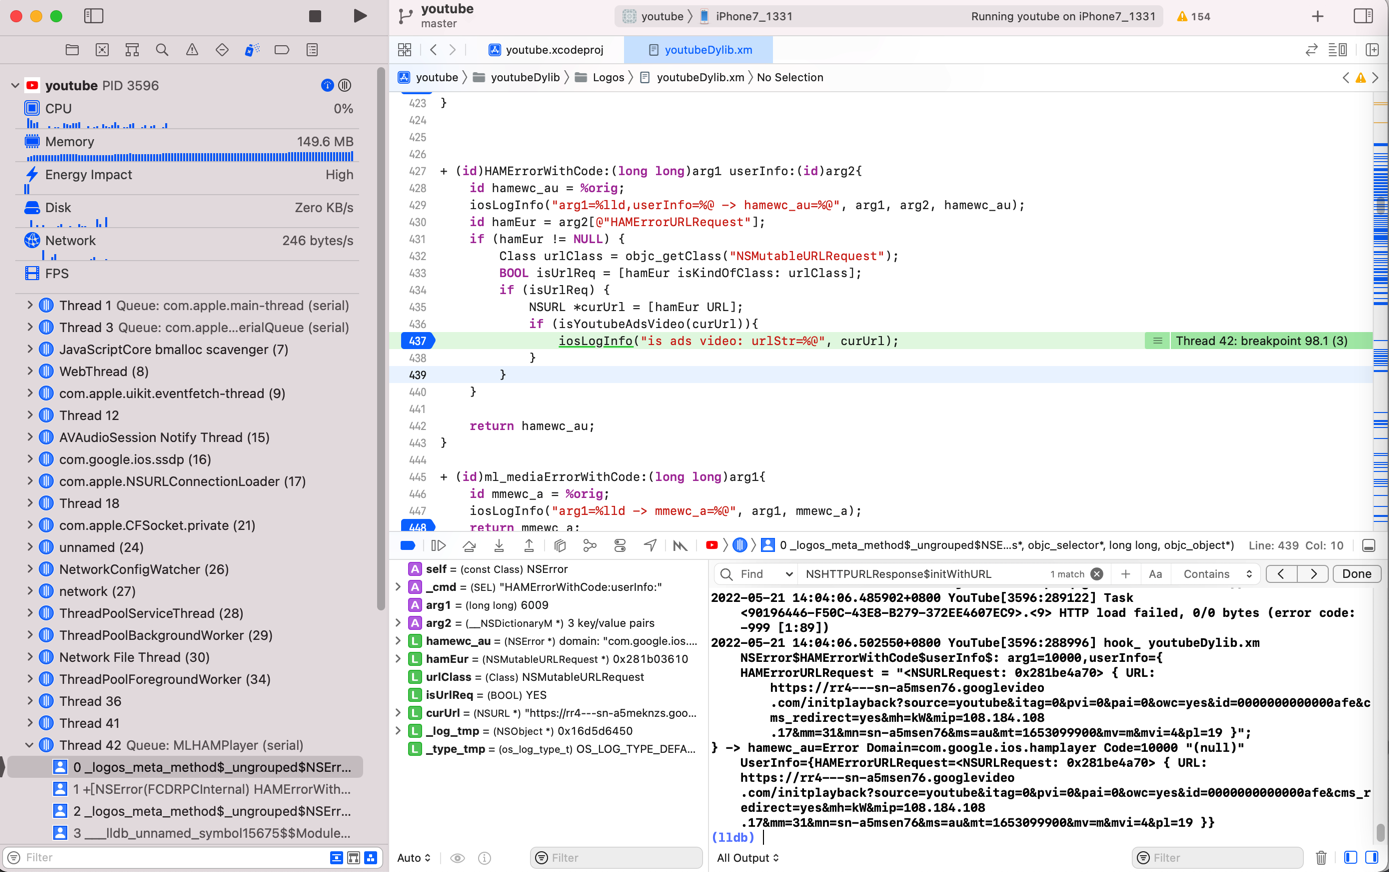 youtube
master
youtube
iPhone7_1331
Running youtube on iPhone7_1331
154
youtube.xcodeproj
youtubeDylib.xm
youtube
youtubeDylib
Logos
youtubeDylib.xm
No Selection
youtube PID 3596
CPU 0%
Memory 149.6 MB
Energy Impact High
Disk Zero KB/s
Network 246 bytes/s
FPS
Thread 1 Queue: com.apple.main-thread (serial)
Thread 3 Queue: com.apple...erialQueue (serial)
JavaScriptCore bmalloc scavenger (7)
WebThread (8)
com.apple.uikit.eventfetch-thread (9)
Thread 12
AVAudioSession Notify Thread (15)
com.google.ios.ssdp (16)
com.apple.NSURLConnectionLoader (17)
Thread 18
com.apple.CFSocket.private (21)
unnamed (24)
NetworkConfigWatcher (26)
network (27)
ThreadPoolServiceThread (28)
ThreadPoolBackgroundWorker (29)
Network File Thread (30)
ThreadPoolForegroundWorker (34)
Thread 36
Thread 41
Thread 42 Queue: MLHAMPlayer (serial)
0 _logos_meta_method$_ungrouped$NSErr...
1 +[NSError(FCDRPCInternal) HAMErrorWith...
2 _logos_meta_method$_ungrouped$NSErr...
3 ___lldb_unnamed_symbol15675$$Module...
Filter
423 }
424
425
426
427 + (id)HAMErrorWithCode:(long long)arg1 userInfo:(id)arg2{
428 id hamewc_au = %orig;
429 iosLogInfo("arg1=%lld,userInfo=%@ -> hamewc_au=%@", arg1, arg2, hamewc_au);
430 id hamEur = arg2[@"HAMErrorURLRequest"];
431 if (hamEur != NULL) {
432 Class urlClass = objc_getClass("NSMutableURLRequest");
433 BOOL isUrlReq = [hamEur isKindOfClass: urlClass];
434 if (isUrlReq) {
435 NSURL *curUrl = [hamEur URL];
436 if (isYoutubeAdsVideo(curUrl)){
437 iosLogInfo("is ads video: urlStr=%@", curUrl); Thread 42: breakpoint 98.1 (3)
438 }
439 }
440 }
441
442 return hamewc_au;
443 }
444
445 + (id)ml_mediaErrorWithCode:(long long)arg1{
446 id mmewc_a = %orig;
447 iosLogInfo("arg1=%lld -> mmewc_a=%@", arg1, mmewc_a);
448 return mmewc_a;
0 _logos_meta_method$_ungrouped$NSE...s*, objc_selector*, long long, objc_object*)
Line: 439 Col: 10
A self = (const Class) NSError
A _cmd = (SEL) "HAMErrorWithCode:userInfo:"
A arg1 = (long long) 6009
A arg2 = (__NSDictionaryM *) 3 key/value pairs
L hamewc_au = (NSError *) domain: "com.google.ios....
L hamEur = (NSMutableURLRequest *) 0x281b03610
L urlClass = (Class) NSMutableURLRequest
L isUrlReq = (BOOL) YES
L curUrl = (NSURL *) "https://rr4---sn-a5meknzs.goo...
L _log_tmp = (NSObject *) 0x16d5d6450
L _type_tmp = (os_log_type_t) OS_LOG_TYPE_DEFA...
Auto
Filter
Find
NSHTTPURLResponse$initWithURL
1 match
Aa
Contains
Done
2022-05-21 14:04:06.485902+0800 YouTube[3596:289122] Task
<90196446-F50C-43E8-B279-372EE4607EC9>.<9> HTTP load failed, 0/0 bytes (error code:
-999 [1:89])
2022-05-21 14:04:06.502550+0800 YouTube[3596:288996] hook_ youtubeDylib.xm
NSError$HAMErrorWithCode$userInfo$: arg1=10000,userInfo={
HAMErrorURLRequest = "<NSURLRequest: 0x281be4a70> { URL:
https://rr4---sn-a5msen76.googlevideo
.com/initplayback?source=youtube&itag=0&pvi=0&pai=0&owc=yes&id=0000000000000afe&c
ms_redirect=yes&mh=kW&mip=108.184.108
.17&mm=31&mn=sn-a5msen76&ms=au&mt=1653099900&mv=m&mvi=4&pl=19 }";
} -> hamewc_au=Error Domain=com.google.ios.hamplayer Code=10000 "(null)"
UserInfo={HAMErrorURLRequest=<NSURLRequest: 0x281be4a70> { URL:
https://rr4---sn-a5msen76.googlevideo
.com/initplayback?source=youtube&itag=0&pvi=0&pai=0&owc=yes&id=0000000000000afe&cms_r
edirect=yes&mh=kW&mip=108.184.108
.17&mm=31&mn=sn-a5msen76&ms=au&mt=1653099900&mv=m&mvi=4&pl=19 }}
(lldb)
All Output
Filter